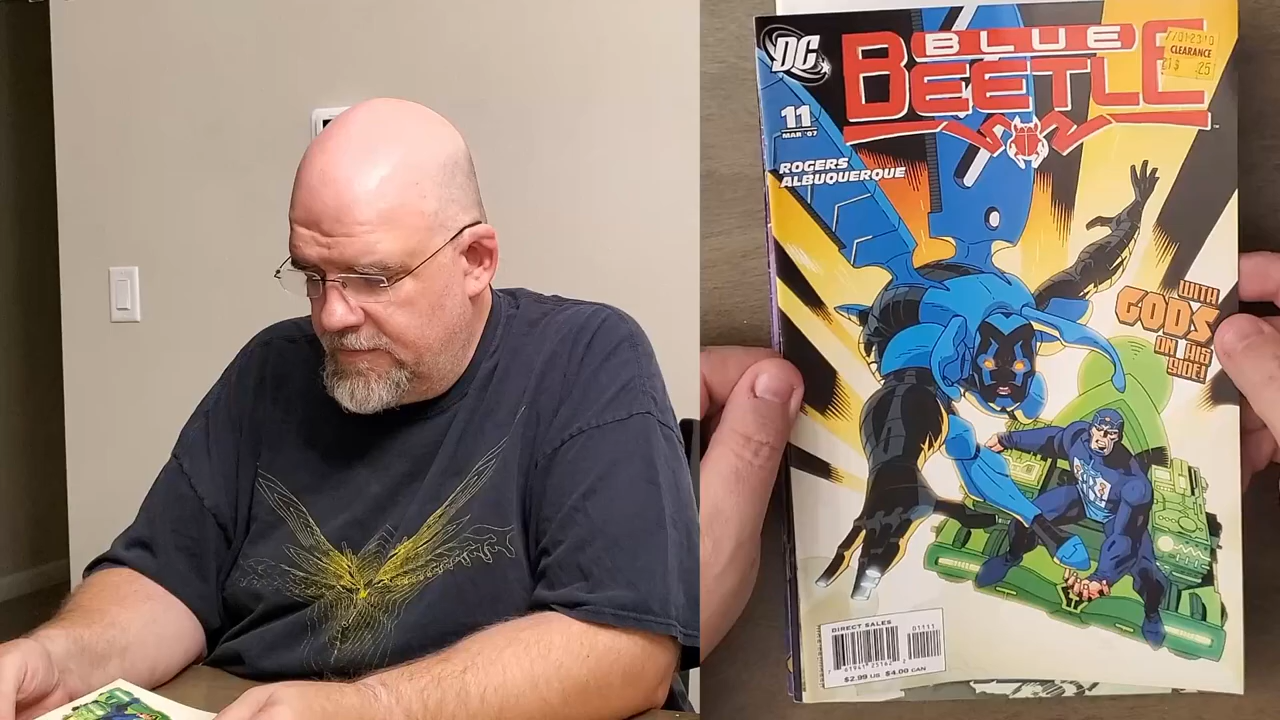 DC
BLUE
BEETLE
CLEARANCE
.25
11
MAR '07
ROGERS
ALBUQUERQUE
WITH
GODS
ON HIS
SIDE!
DIRECT SALES
01111
$2.99 US $4.00 CAN